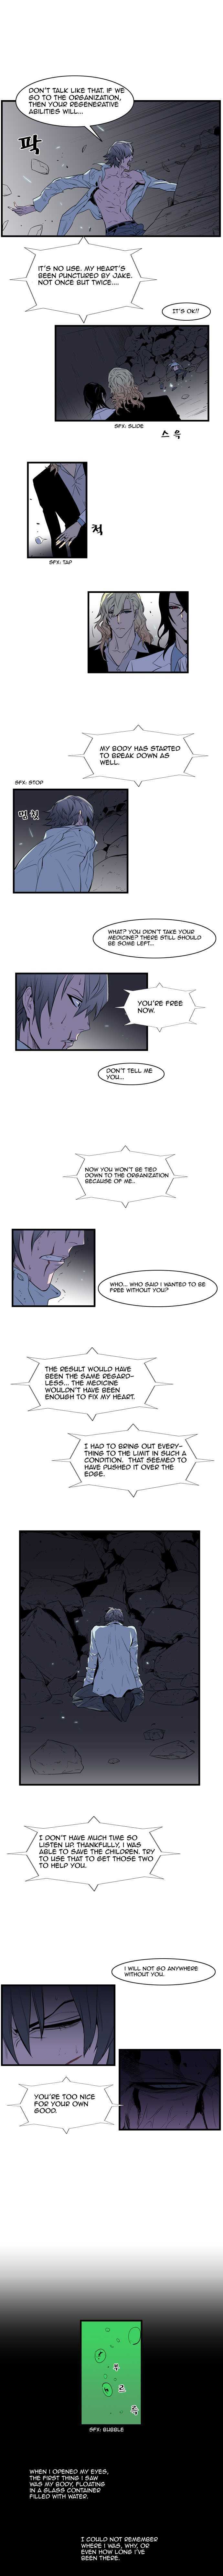 DON'T TALK LIKE THAT. IF WE
GO TO THE ORGANIZATION,
THEN YOUR REGENERATIVE
ABILITIES WILL...
팍
IT'S NO USE. MY HEART'S
BEEN PUNCTURED BY JAKE.
NOT ONCE BUT TWICE....
IT'S OK!!
SFX: SLIDE
스윽
척
SFX: TAP
MY BODY HAS STARTED
TO BREAK DOWN AS
WELL.
SFX: STOP
멈칫
WHAT? YOU DIDN'T TAKE YOUR
MEDICINE? THERE STILL SHOULD
BE SOME LEFT...
YOU'RE FREE
NOW.
DON'T TELL ME
YOU...
NOW YOU WON'T BE TIED
DOWN TO THE ORGANIZATION
BECAUSE OF ME..
WHO... WHO SAID I WANTED TO BE
FREE WITHOUT YOU?
THE RESULT WOULD HAVE
BEEN THE SAME REGARD-
LESS... THE MEDICINE
WOULDN'T HAVE BEEN
ENOUGH TO FIX MY HEART.
I HAD TO BRING OUT EVERY-
THING TO THE LIMIT IN SUCH A
CONDITION. THAT SEEMED TO
HAVE PUSHED IT OVER THE
EDGE.
I DON'T HAVE MUCH TIME SO
LISTEN UP. THANKFULLY, I WAS
ABLE TO SAVE THE CHILDREN. TRY
TO USE THAT TO GET THOSE TWO
TO HELP YOU.
I WILL NOT GO ANYWHERE
WITHOUT YOU.
YOU'RE TOO NICE
FOR YOUR OWN
GOOD.
SFX: BUBBLE
WHEN I OPENED MY EYES,
THE FIRST THING I SAW
WAS MY BODY, FLOATING
IN A GLASS CONTAINER
FILLED WITH WATER.
I COULD NOT REMEMBER
WHERE I WAS, WHY, OR
EVEN HOW LONG I'VE
BEEN THERE.